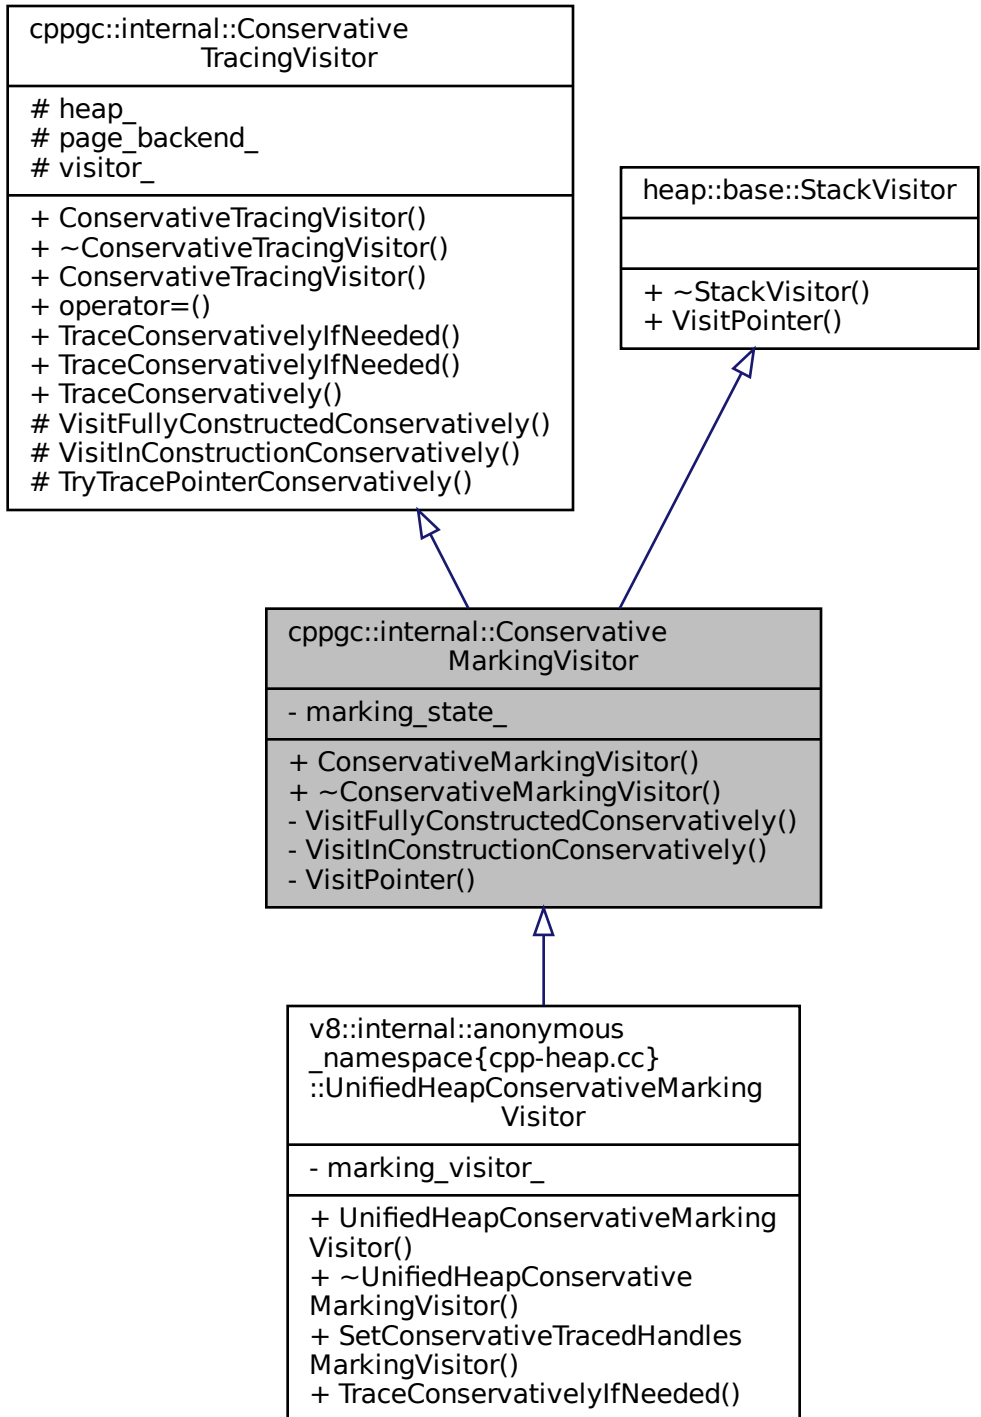 cppgc::internal::Conservative
TracingVisitor
# heap_
# page_backend_
# visitor_
+ ConservativeTracingVisitor()
+ ~ConservativeTracingVisitor()
+ ConservativeTracingVisitor()
+ operator=()
+ TraceConservativelyIfNeeded()
+ TraceConservativelyIfNeeded()
+ TraceConservatively()
# VisitFullyConstructedConservatively()
# VisitInConstructionConservatively()
# TryTracePointerConservatively()
heap::base::StackVisitor
+ ~StackVisitor()
+ VisitPointer()
cppgc::internal::Conservative
MarkingVisitor
- marking_state_
+ ConservativeMarkingVisitor()
+ ~ConservativeMarkingVisitor()
- VisitFullyConstructedConservatively()
- VisitInConstructionConservatively()
- VisitPointer()
v8::internal::anonymous
_namespace{cpp-heap.cc}
::UnifiedHeapConservativeMarking
Visitor
- marking_visitor_
+ UnifiedHeapConservativeMarking
Visitor()
+ ~UnifiedHeapConservative
MarkingVisitor()
+ SetConservativeTracedHandles
MarkingVisitor()
+ TraceConservativelyIfNeeded()